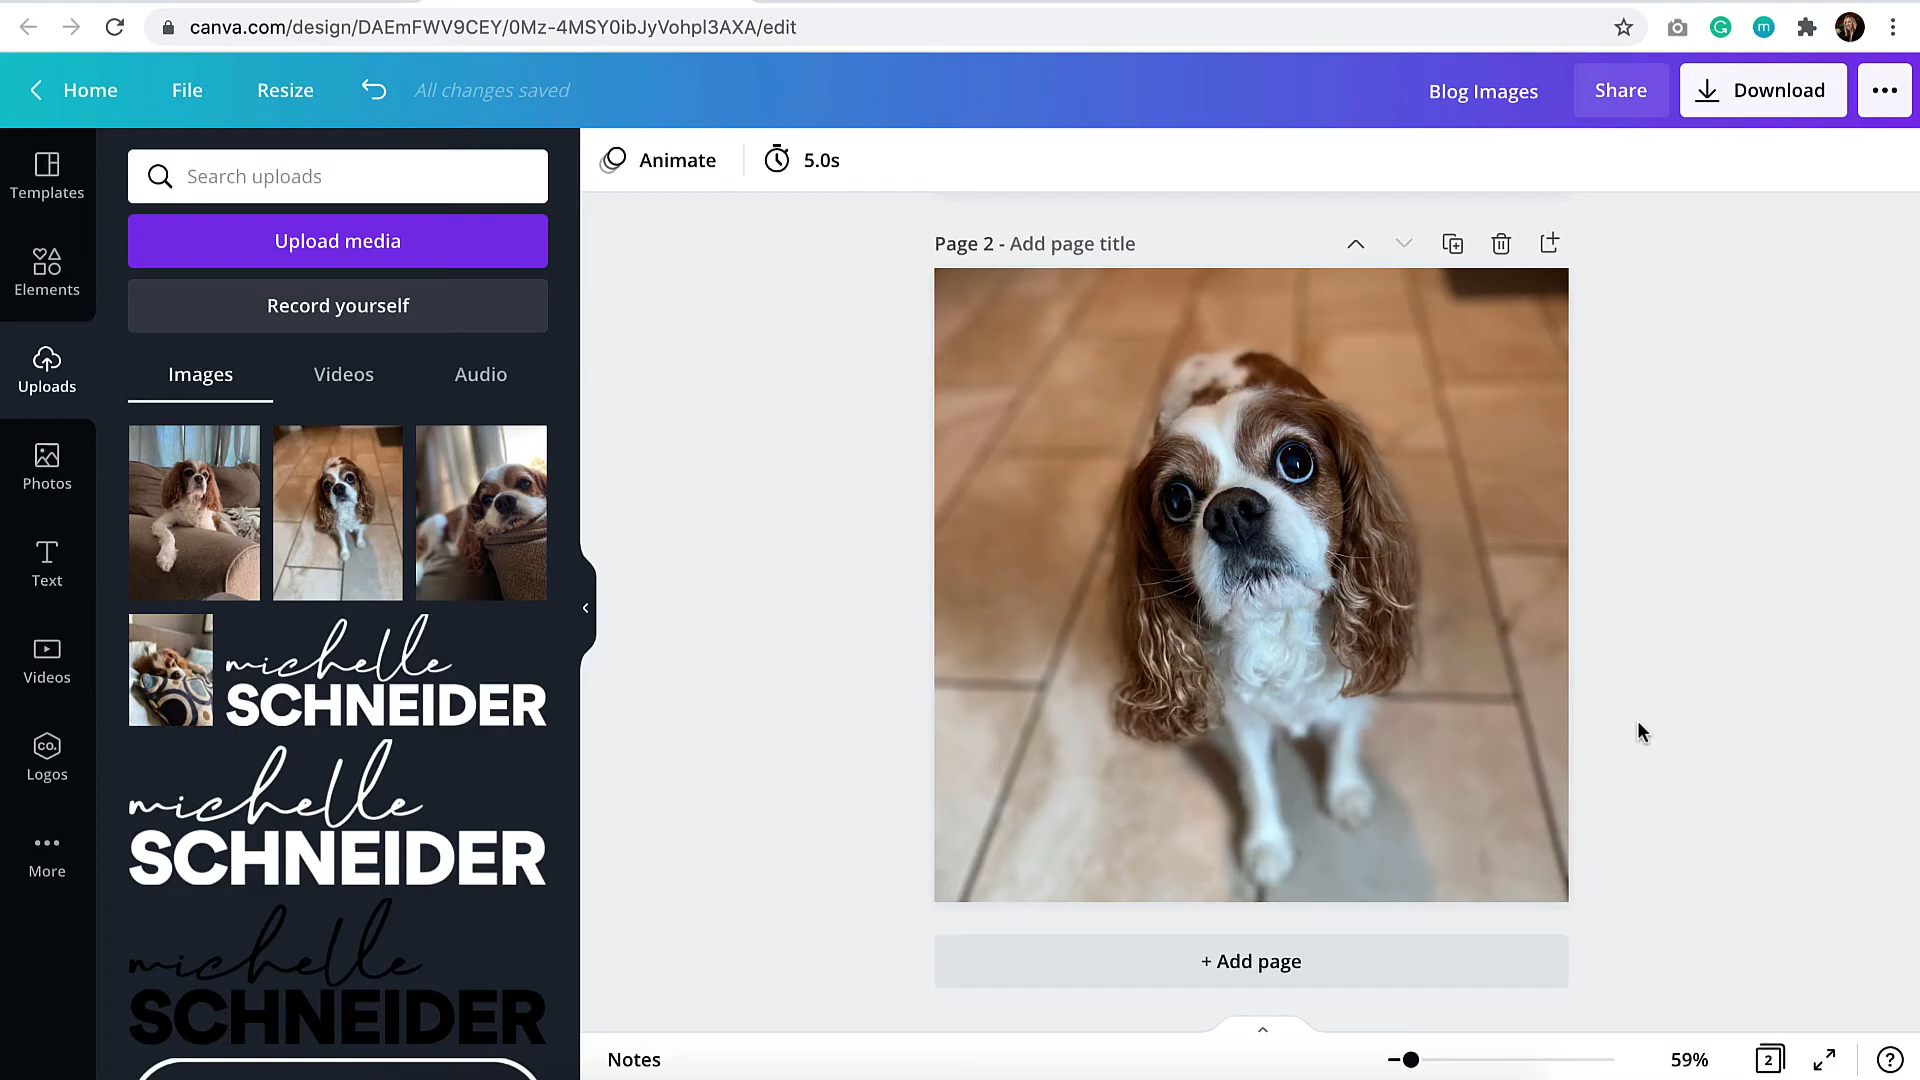 canva.com/design/DAEmFWV9CEY/0Mz-4MSY0ibJyVohpl3AXA/edit
Home
File
Resize
All changes saved
Blog Images
Share
Download
Templates
Elements
Uploads
Photos
Text
Videos
CO.
Logos
More
Search uploads
Upload media
Record yourself
Images
Videos
Audio
michelle
SCHNEIDER
michelle
SCHNEIDER
michelle
SCHNEIDER
Animate
5.0s
Page 2 - Add page title
+ Add page
Notes
59%
2
?
G
m